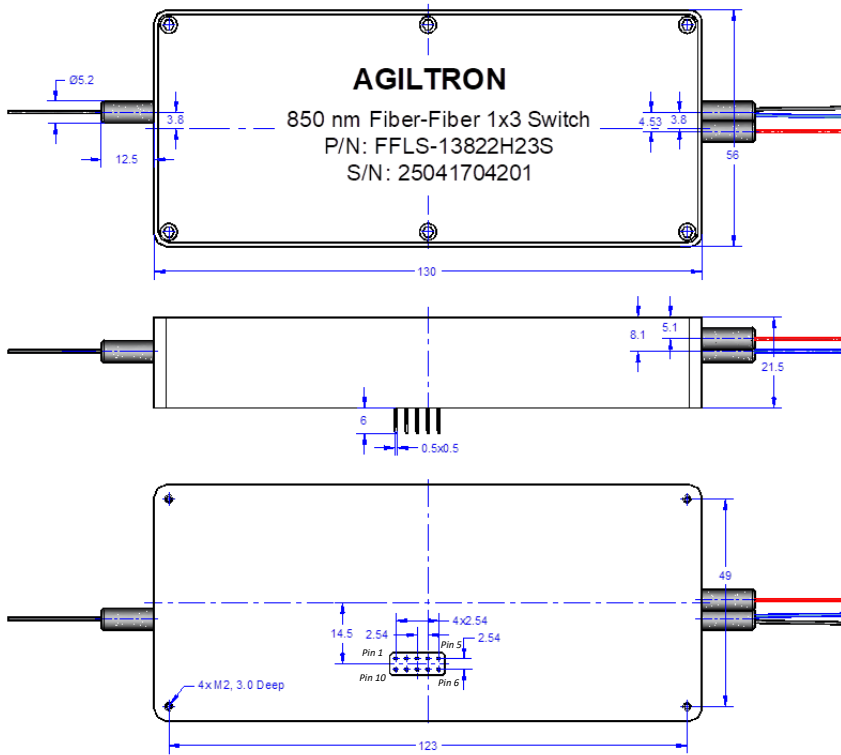 AGILTRON
850 nm Fiber-Fiber 1x3 Switch
P/N: FFLS-13822H23S
S/N: 25041704201
Ø5.2
3.8
12.5
4.53
3.8
56
130
5.1
8.1
21.5
6
0.5x0.5
49
4x2.54
14.5
2.54
2.54
Pin 1
Pin 5
Pin 10
Pin 6
4x M2, 3.0 Deep
123